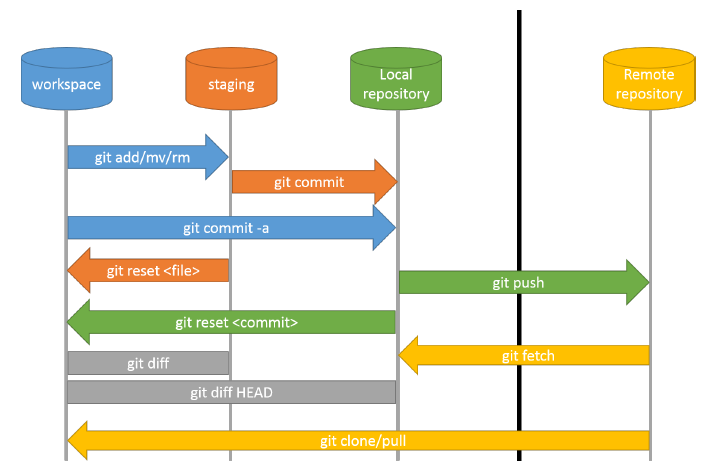 workspace
staging
Local
repository
Remote
repository
git add/mv/rm
git commit
git commit -a
git reset <file>
git push
git reset <commit>
git fetch
git diff
git diff HEAD
git clone/pull